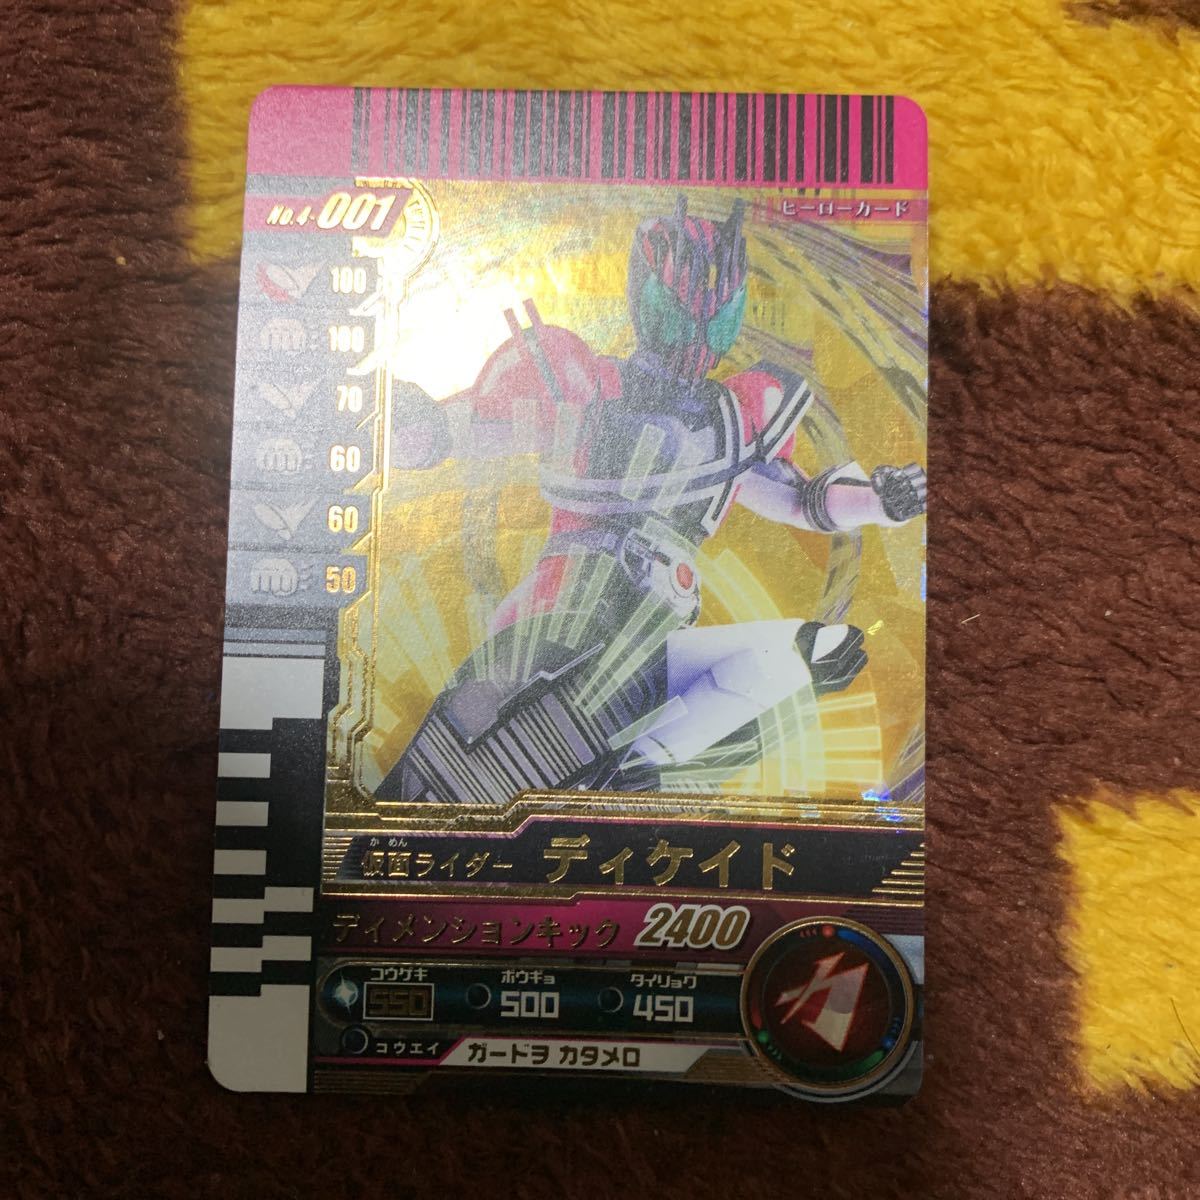 No.4-001
ヒーローカード
100
100
70
60
60
50
かめん
仮面ライダー ディケイド
ディメンションキック 2400
コウゲキ ボウギョ タイリョク
550 500 450
コウエイ ガードヲ カタメロ
力